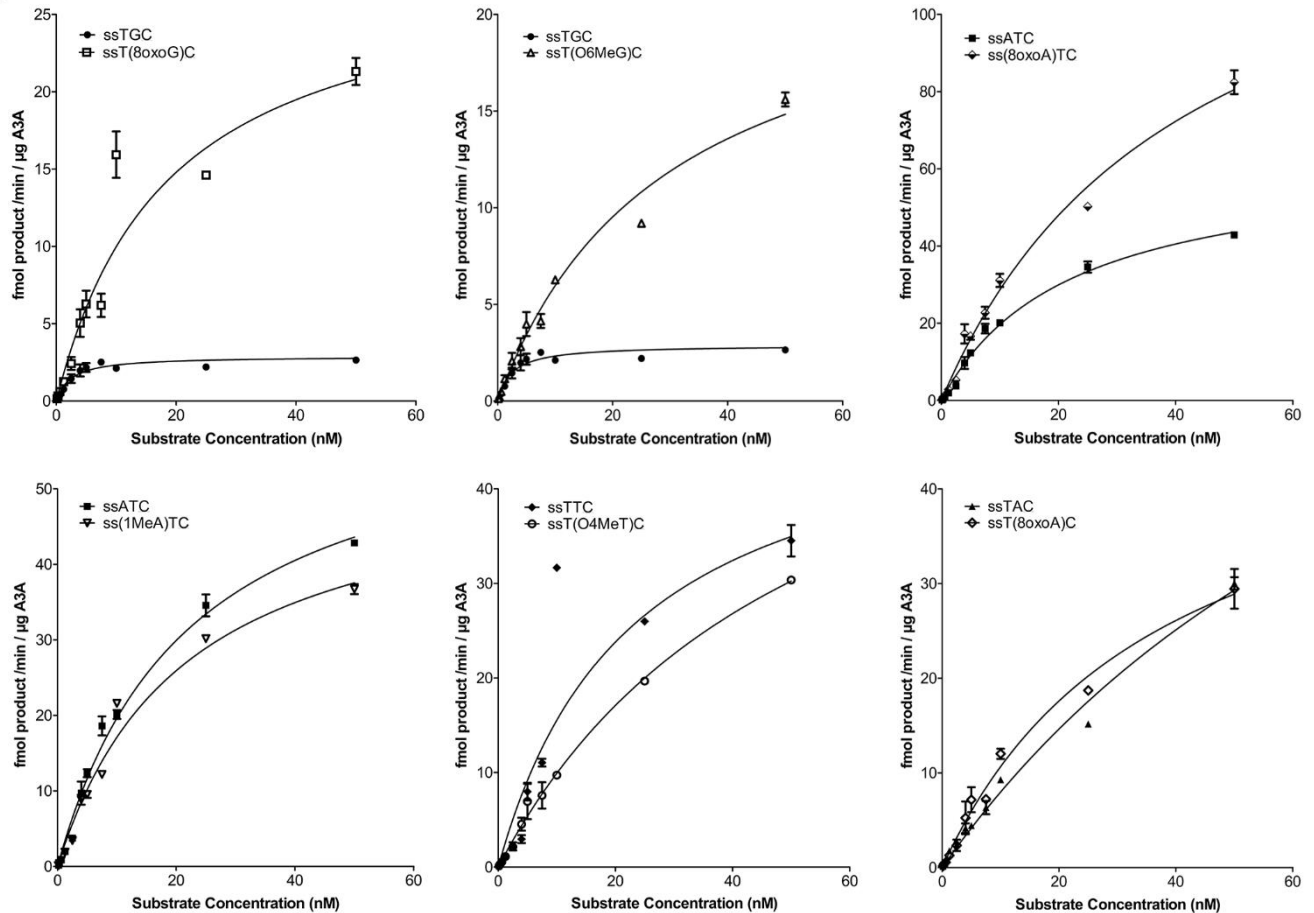 ssTGC
ssT(8oxoG)C
fmol product /min / µg A3A
25
20
15
10
5
0
0
20
40
60
Substrate Concentration (nM)
ssTGC
ssT(O6MeG)C
fmol product /min / µg A3A
20
15
10
5
0
0
20
40
60
Substrate Concentration (nM)
ssATC
ss(8oxoA)TC
fmol product /min / µg A3A
100
80
60
40
20
0
0
20
40
60
Substrate Concentration (nM)
ssATC
ss(1MeA)TC
fmol product /min / µg A3A
50
40
30
20
10
0
0
20
40
60
Substrate Concentration (nM)
ssTTC
ssT(O4MeT)C
fmol product /min / µg A3A
40
30
20
10
0
0
20
40
60
Substrate Concentration (nM)
ssTAC
ssT(8oxoA)C
fmol product /min / µg A3A
40
30
20
10
0
0
20
40
60
Substrate Concentration (nM)